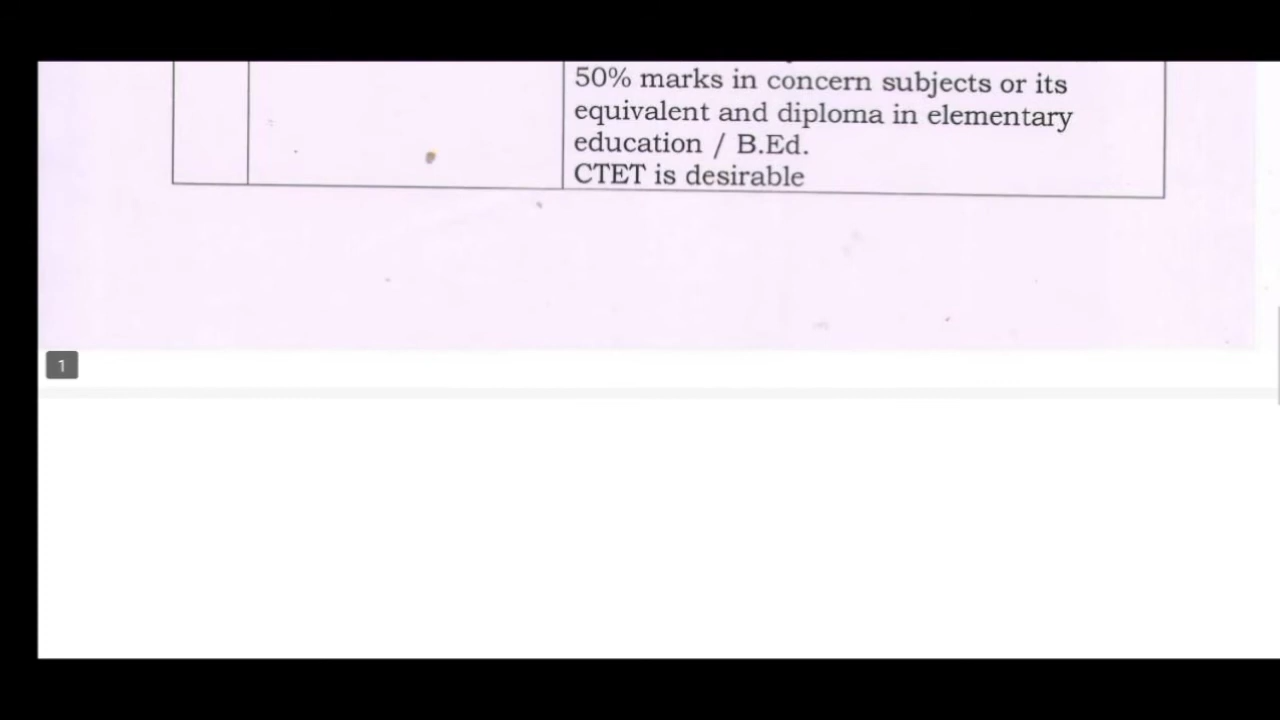 50% marks in concern subjects or its
equivalent and diploma in elementary
education / B.Ed.
CTET is desirable
1